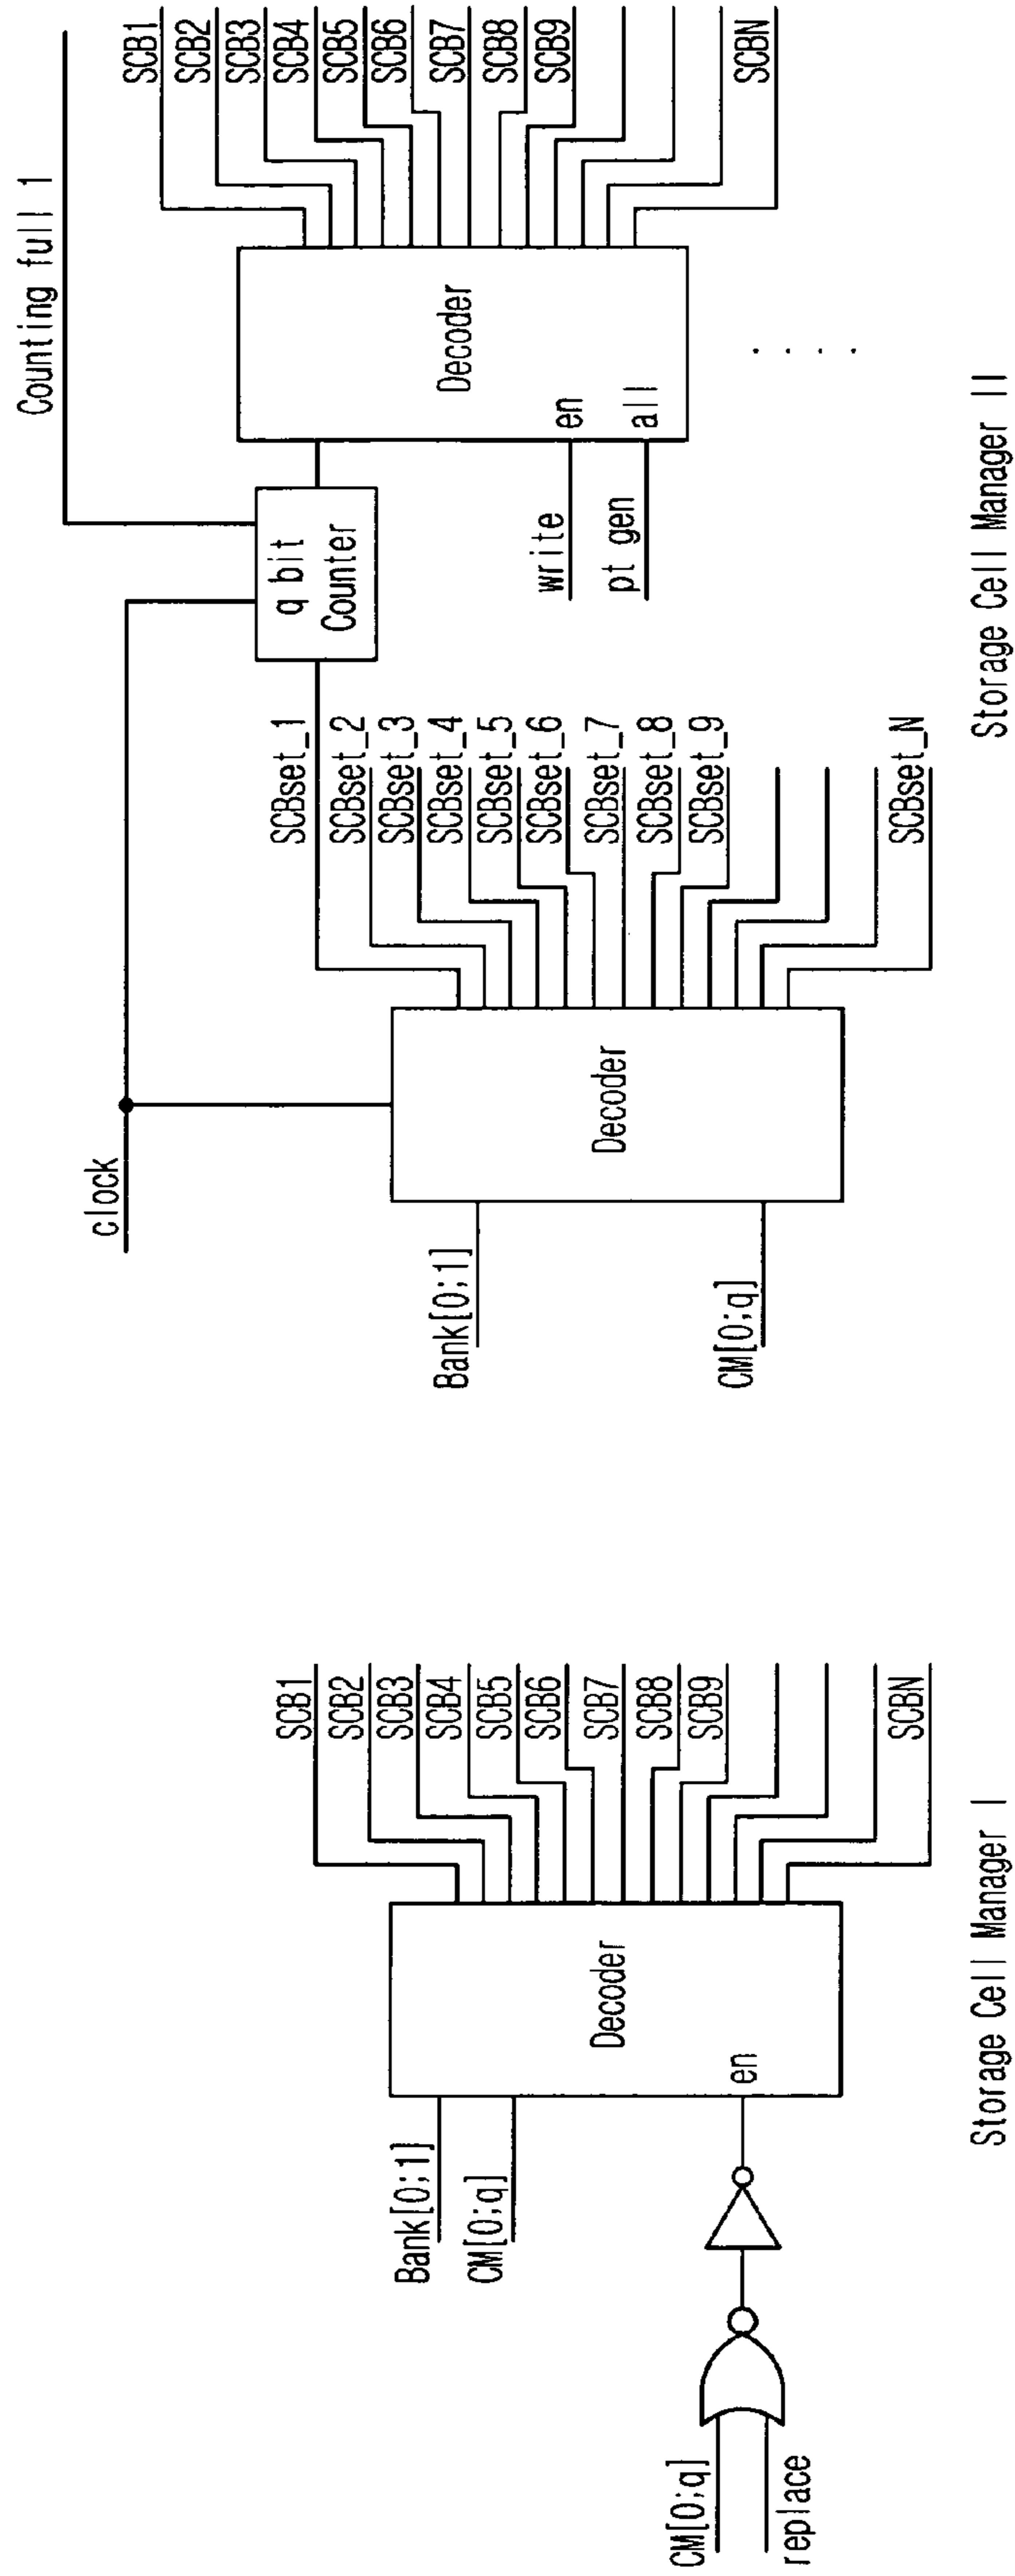 Bank[0;1]
CM[0;q]
CM[0;q]
replace
en
Decoder
SCB1
SCB2
SCB3
SCB4
SCB5
SCB6
SCB7
SCB8
SCB9
SCBN
Storage Cell Manager I
clock
Bank[0;1]
CM[0;q]
Decoder
SCBset_1
SCBset_2
SCBset_3
SCBset_4
SCBset_5
SCBset_6
SCBset_7
SCBset_8
SCBset_9
SCBset_N
q bit
Counter
Counting full 1
write
pt gen
en
all
Decoder
SCB1
SCB2
SCB3
SCB4
SCB5
SCB6
SCB7
SCB8
SCB9
SCBN
. . . .
Storage Cell Manager II